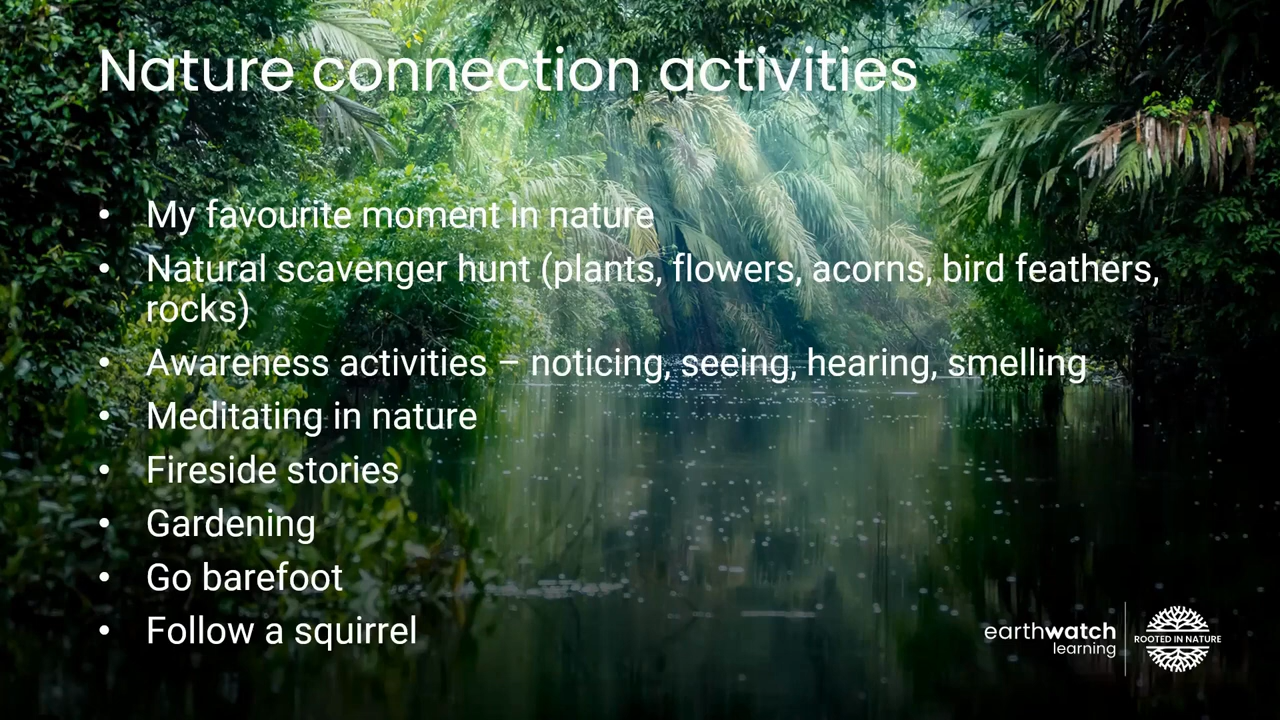 Nature connection activities
• My favourite moment in nature
• Natural scavenger hunt (plants, flowers, acorns, bird feathers,
rocks)
• Awareness activities – noticing, seeing, hearing, smelling
• Meditating in nature
• Fireside stories
• Gardening
• Go barefoot
• Follow a squirrel
earthwatch
learning
ROOTED IN NATURE